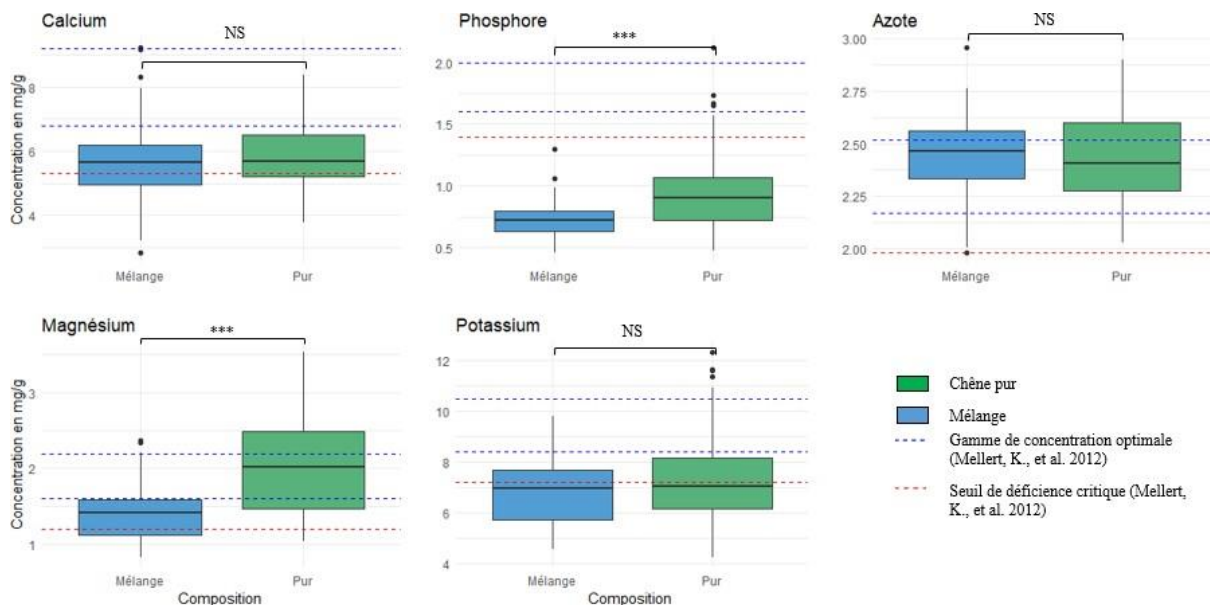 Calcium
NS
Concentration en mg/g
8
6
4
Mélange
Pur
Phosphore
***
2.0
1.5
1.0
0.5
Mélange
Pur
Azote
NS
3.00
2.75
2.50
2.25
2.00
Mélange
Pur
Magnésium
***
Concentration en mg/g
3
2
1
Mélange
Pur
Composition
Potassium
NS
12
10
8
6
4
Mélange
Pur
Composition
Chêne pur
Mélange
Gamme de concentration optimale
(Mellert, K., et al. 2012)
Seuil de déficience critique (Mellert,
K., et al. 2012)